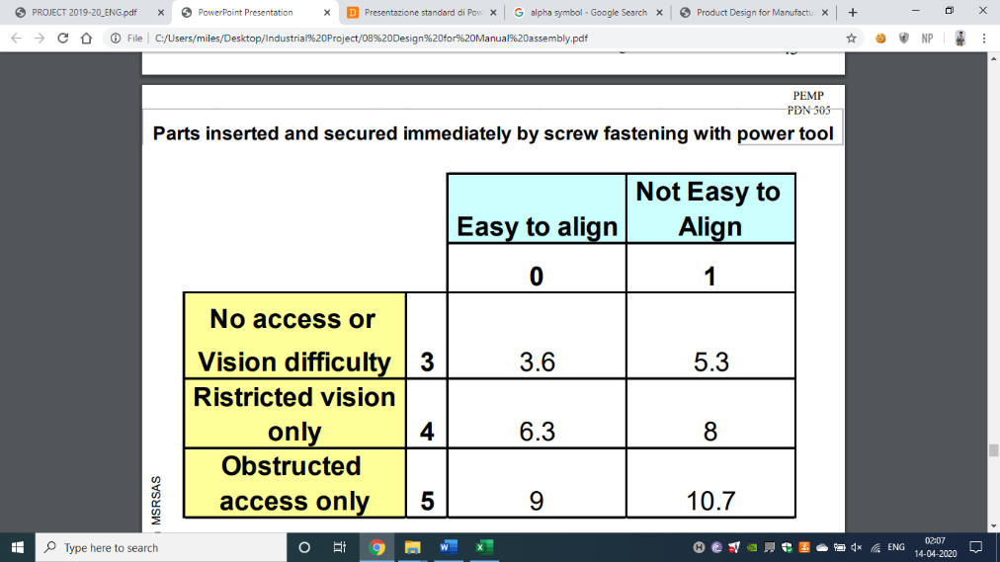 PROJECT 2019-20_ENG.pdf
PowerPoint Presentation
Presentazione standard di Pow
alpha symbol - Google Search
Product Design for Manufactu
File | C:/Users/miles/Desktop/Industrial%20Project/08%20Design%20for%20Manual%20assembly.pdf
NP
PEMP
PDN 505
Parts inserted and secured immediately by screw fastening with power tool
Easy to align
Not Easy to
Align
0
1
No access or
Vision difficulty
3
3.6
5.3
Ristricted vision
only
4
6.3
8
Obstructed
access only
5
9
10.7
MSRSAS
Type here to search
ENG
02:07
14-04-2020